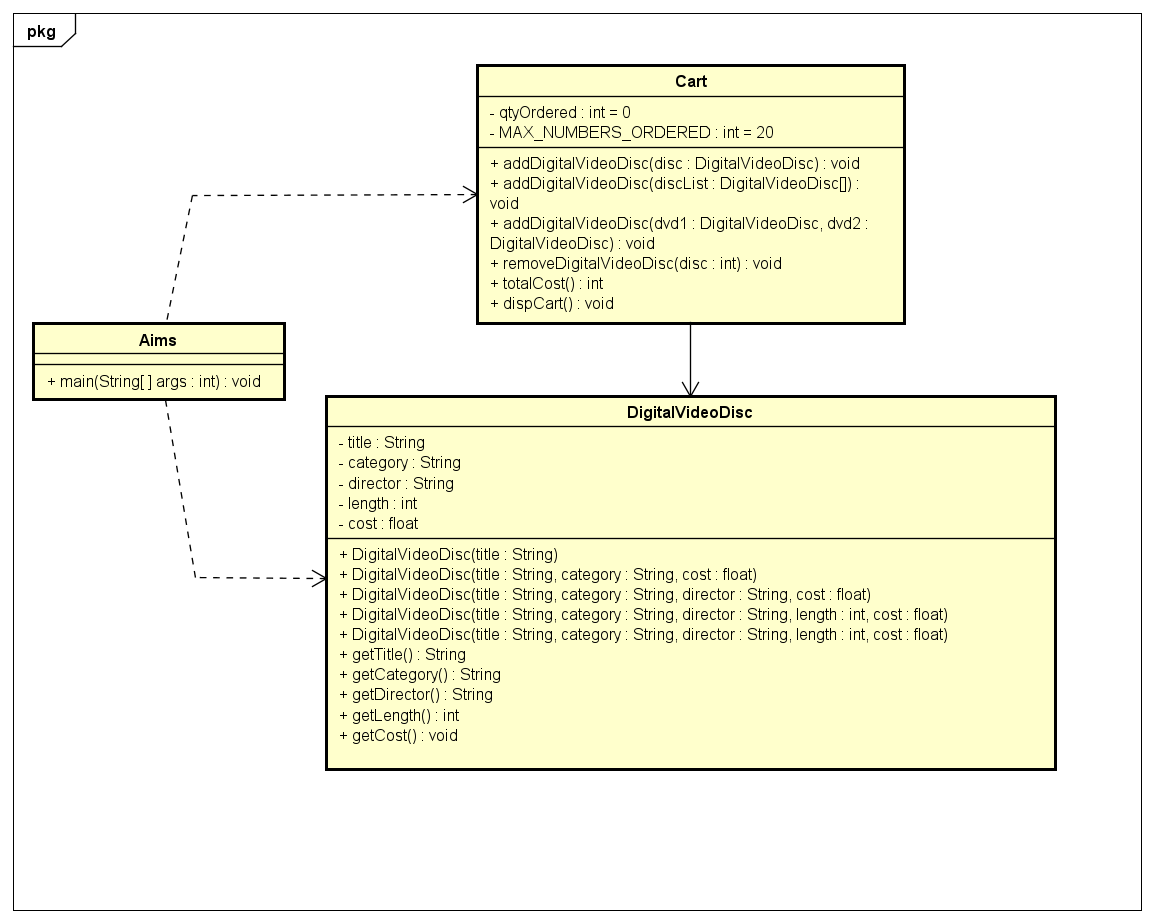 pkg
Cart
- qtyOrdered : int = 0
- MAX_NUMBERS_ORDERED : int = 20
+ addDigitalVideoDisc(disc : DigitalVideoDisc) : void
+ addDigitalVideoDisc(discList : DigitalVideoDisc[]) :
void
+ addDigitalVideoDisc(dvd1 : DigitalVideoDisc, dvd2 :
DigitalVideoDisc) : void
+ removeDigitalVideoDisc(disc : int) : void
+ totalCost() : int
+ dispCart() : void
Aims
+ main(String[ ] args : int) : void
DigitalVideoDisc
- title : String
- category : String
- director : String
- length : int
- cost : float
+ DigitalVideoDisc(title : String)
+ DigitalVideoDisc(title : String, category : String, cost : float)
+ DigitalVideoDisc(title : String, category : String, director : String, cost : float)
+ DigitalVideoDisc(title : String, category : String, director : String, length : int, cost : float)
+ DigitalVideoDisc(title : String, category : String, director : String, length : int, cost : float)
+ getTitle() : String
+ getCategory() : String
+ getDirector() : String
+ getLength() : int
+ getCost() : void